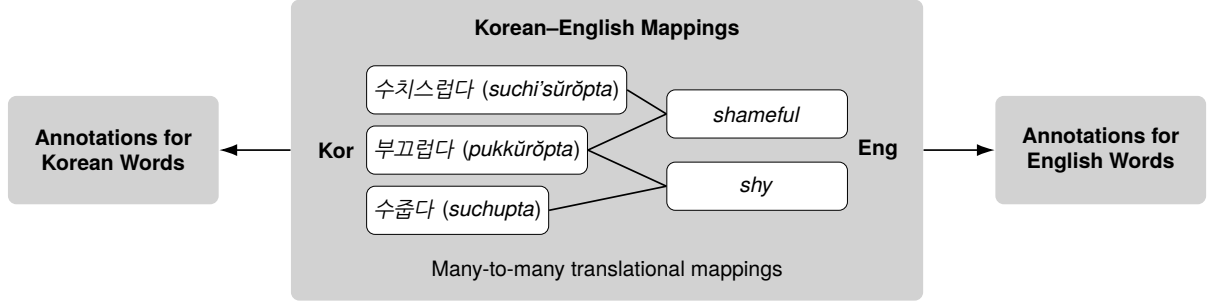 Korean–English Mappings
Annotations for
Korean Words
Kor
수치스럽다 (suchi'sŭrŏpta)
부끄럽다 (pukkŭrŏpta)
수줍다 (suchupta)
shameful
shy
Eng
Annotations for
English Words
Many-to-many translational mappings